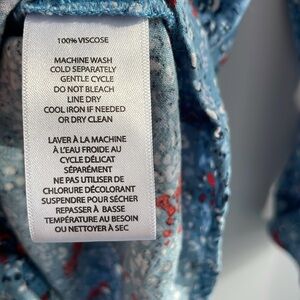 100% VISCOSE
MACHINE WASH
COLD SEPARATELY
GENTLE CYCLE
DO NOT BLEACH
LINE DRY
COOL IRON IF NEEDED
OR DRY CLEAN
LAVER À LA MACHINE
À L'EAU FROIDE AU
CYCLE DÉLICAT
SÉPARÉMENT
NE PAS UTILISER DE
CHLORURE DÉCOLORANT
SUSPENDRE POUR SÉCHER
REPASSER À BASSE
TEMPÉRATURE AU BESOIN
OU NETTOYER À SEC